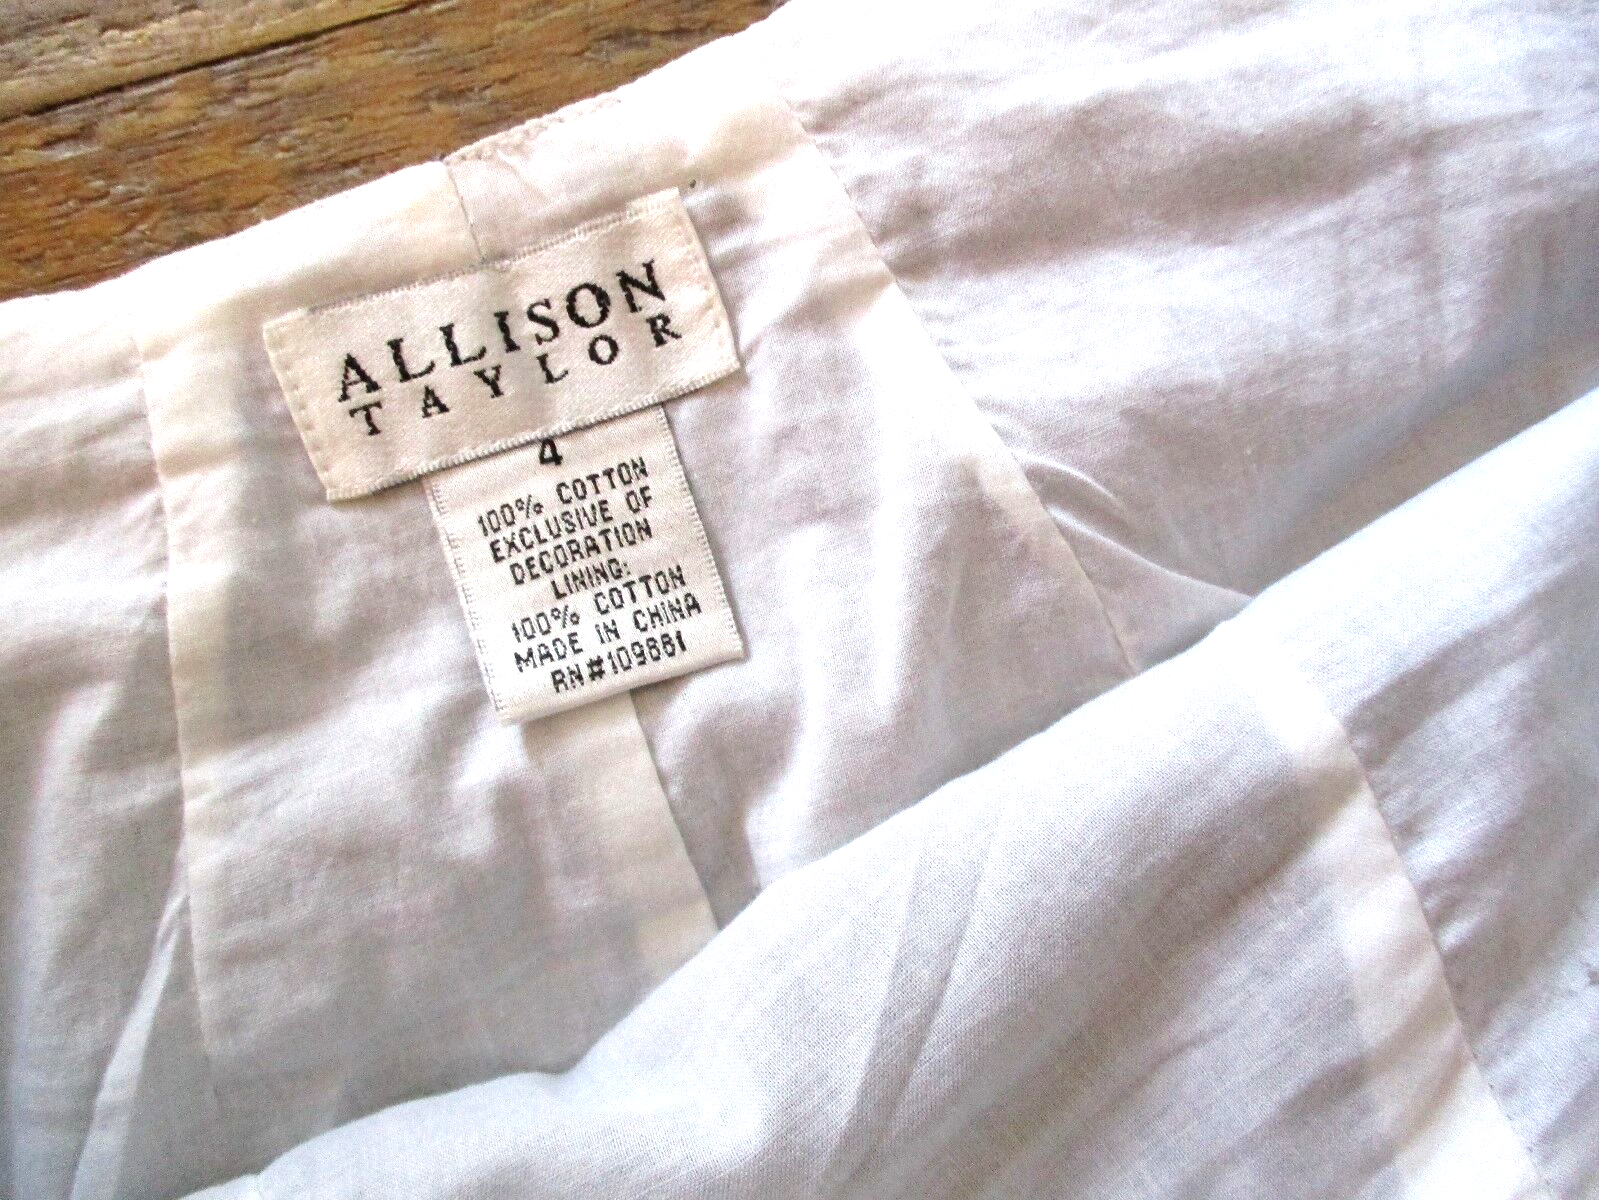 ALLISON
TAYLOR
4
100% COTTON
EXCLUSIVE OF
DECORATION
LINING:
100% COTTON
MADE IN CHINA
RN#109881